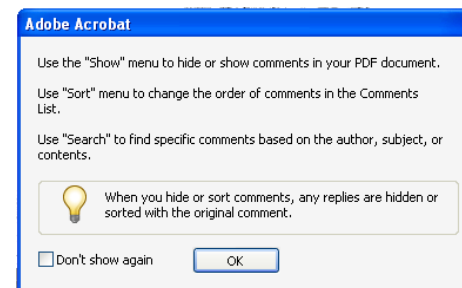 Adobe Acrobat
Use the "Show" menu to hide or show comments in your PDF document.
Use "Sort" menu to change the order of comments in the Comments
List.
Use "Search" to find specific comments based on the author, subject, or
contents.
When you hide or sort comments, any replies are hidden or
sorted with the original comment.
Don't show again
OK